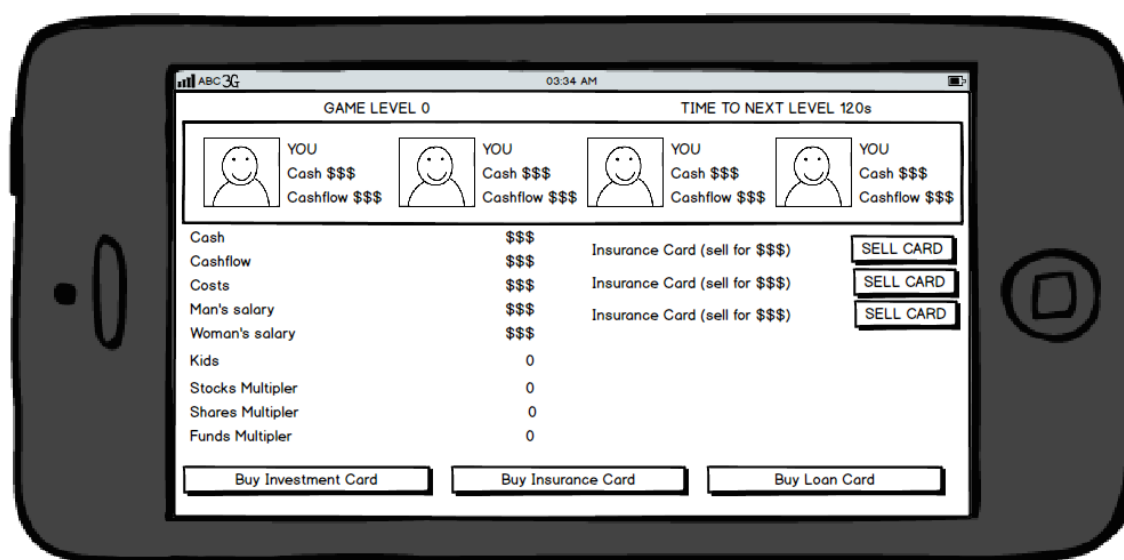 ABC 3G 03:34 AM
GAME LEVEL 0 TIME TO NEXT LEVEL 120s
YOU YOU YOU YOU
Cash $$$ Cash $$$ Cash $$$ Cash $$$
Cashflow $$$ Cashflow $$$ Cashflow $$$ Cashflow $$$
Cash $$$
Cashflow $$$
Costs $$$
Man's salary $$$
Woman's salary $$$
Kids 0
Stocks Multipler 0
Shares Multipler 0
Funds Multipler 0
Insurance Card (sell for $$$) SELL CARD
Insurance Card (sell for $$$) SELL CARD
Insurance Card (sell for $$$) SELL CARD
Buy Investment Card Buy Insurance Card Buy Loan Card